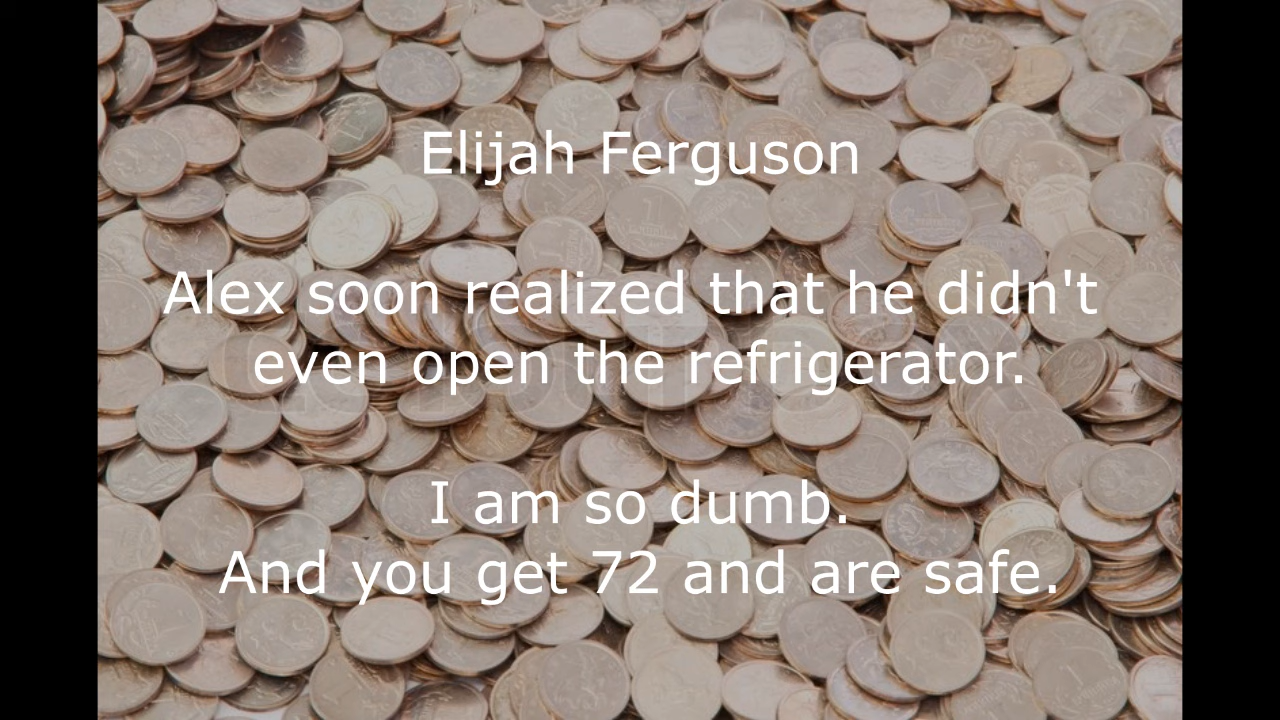 Elijah Ferguson
Alex soon realized that he didn't
even open the refrigerator.
I am so dumb.
And you get 72 and are safe.